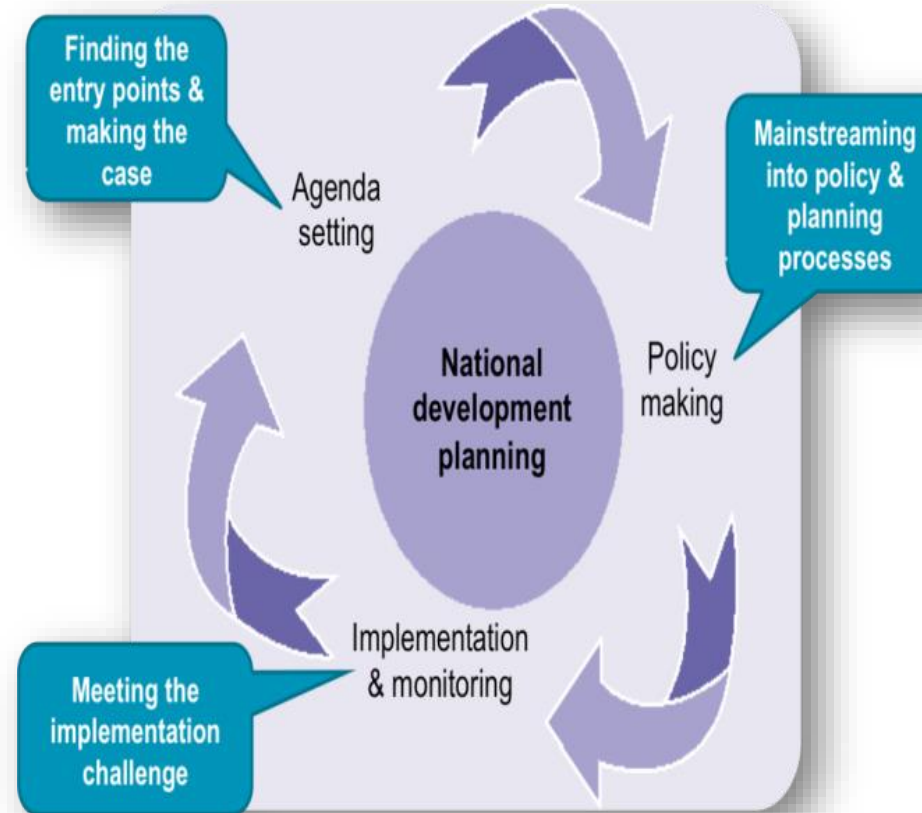 Finding the
entry points &
making the
case
Agenda
setting
Mainstreaming
into policy &
planning
processes
Policy
making
National
development
planning
Implementation
& monitoring
Meeting the
implementation
challenge